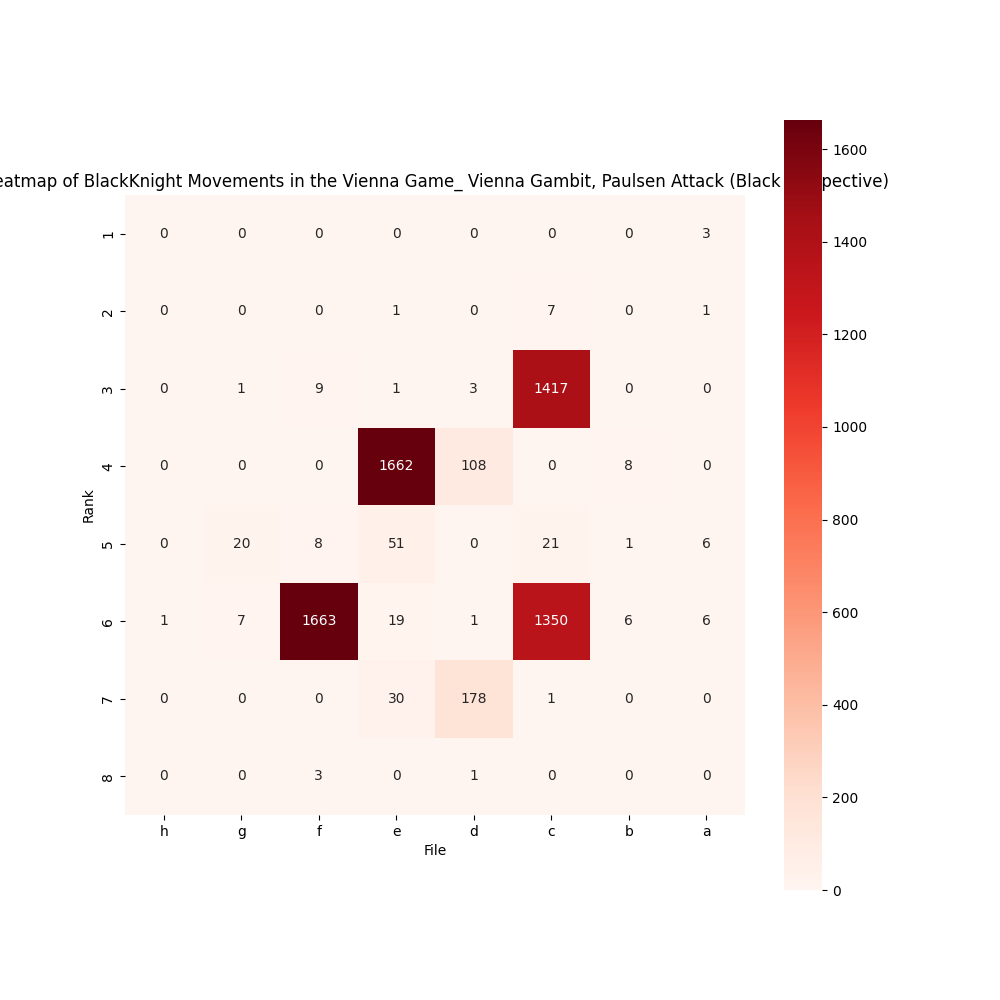 eatmap of BlackKnight Movements in the Vienna Game_ Vienna Gambit, Paulsen Attack (Black pective)
Rank
1 0 0 0 0 0 0 0 3
2 0 0 0 1 0 7 0 1
3 0 1 9 1 3 1417 0 0
4 0 0 0 1662 108 0 8 0
5 0 20 8 51 0 21 1 6
6 1 7 1663 19 1 1350 6 6
7 0 0 0 30 178 1 0 0
8 0 0 3 0 1 0 0 0
h g f e d c b a
File
1600
1400
1200
1000
800
600
400
200
0